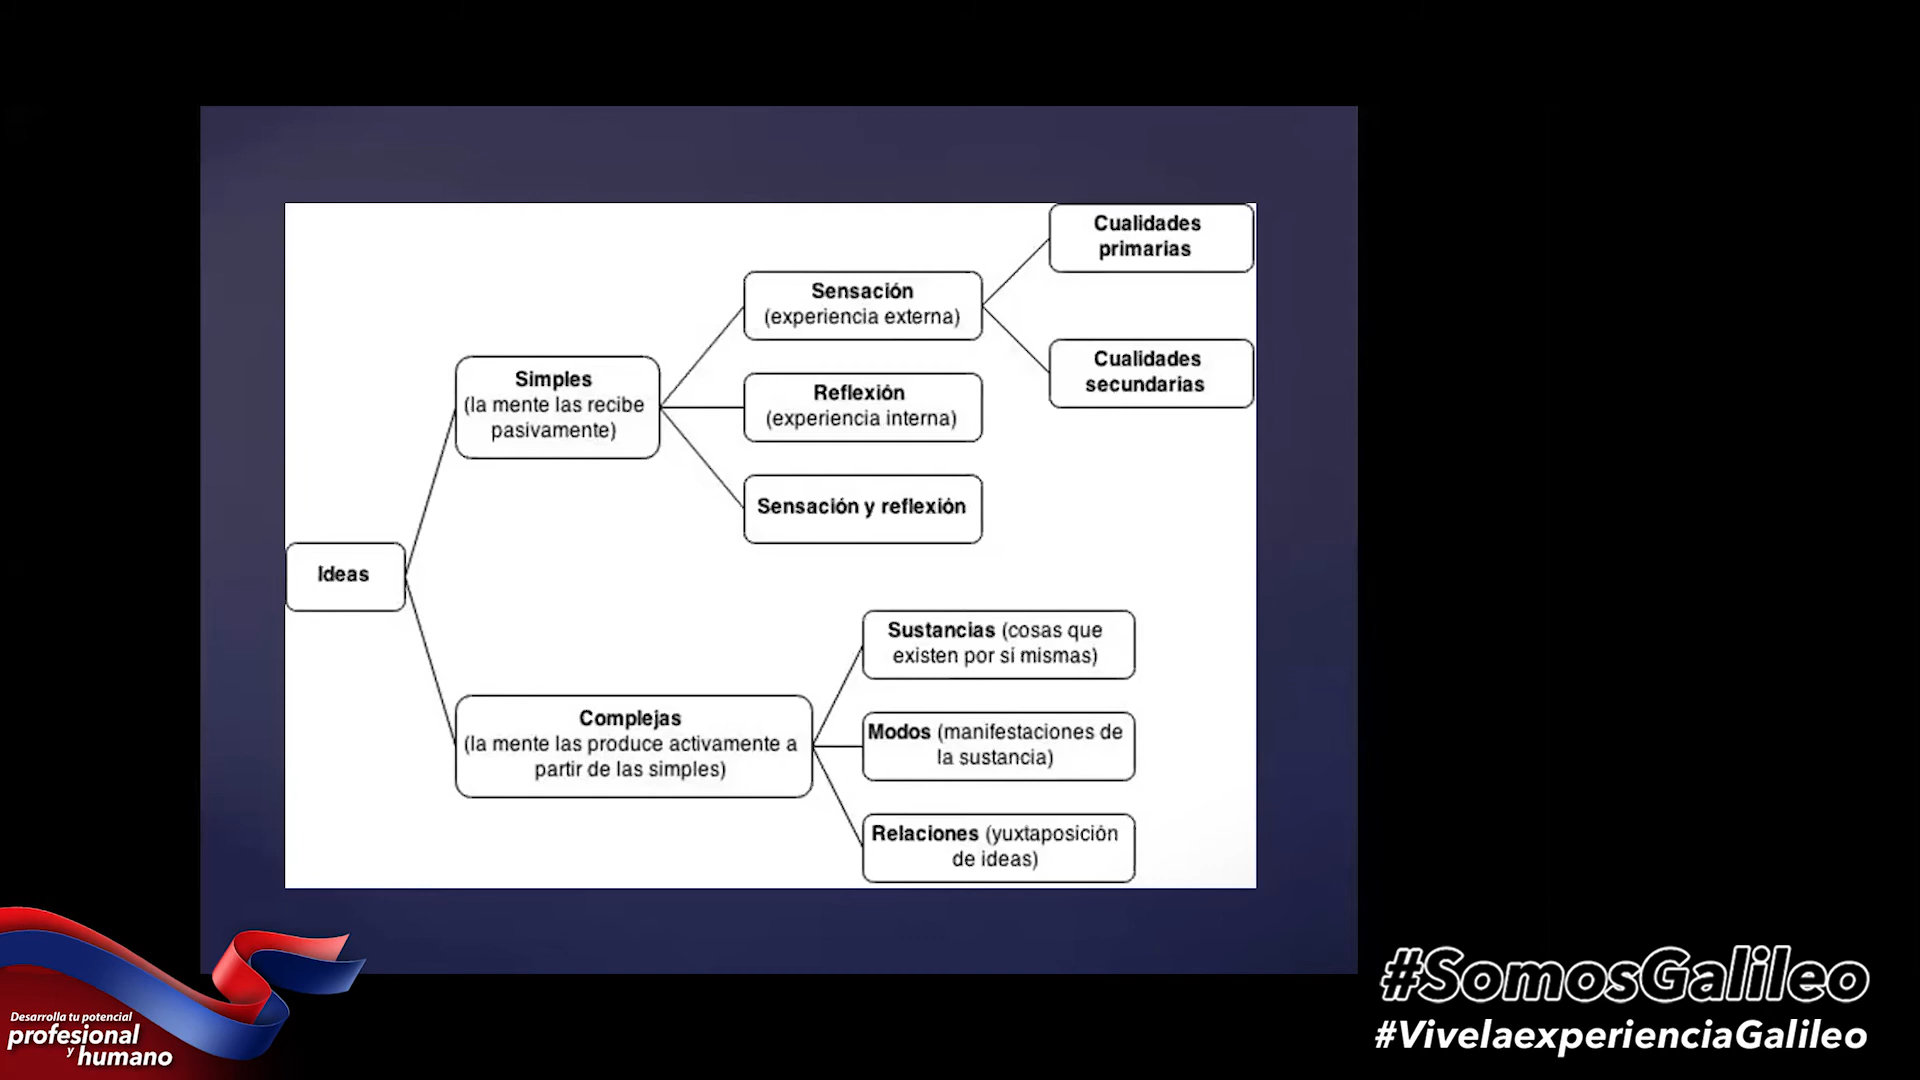 Cualidades
primarias
Sensación
(experiencia externa)
Cualidades
secundarias
Simples
(la mente las recibe
pasivamente)
Reflexión
(experiencia interna)
Sensación y reflexión
Ideas
Sustancias (cosas que
existen por sí mismas)
Complejas
(la mente las produce activamente a
partir de las simples)
Modos (manifestaciones de
la sustancia)
Relaciones (yuxtaposición
de ideas)
Desarrolla tu potencial
profesional
y humano
#SomosGalileo
#VivelaexperienciaGalileo